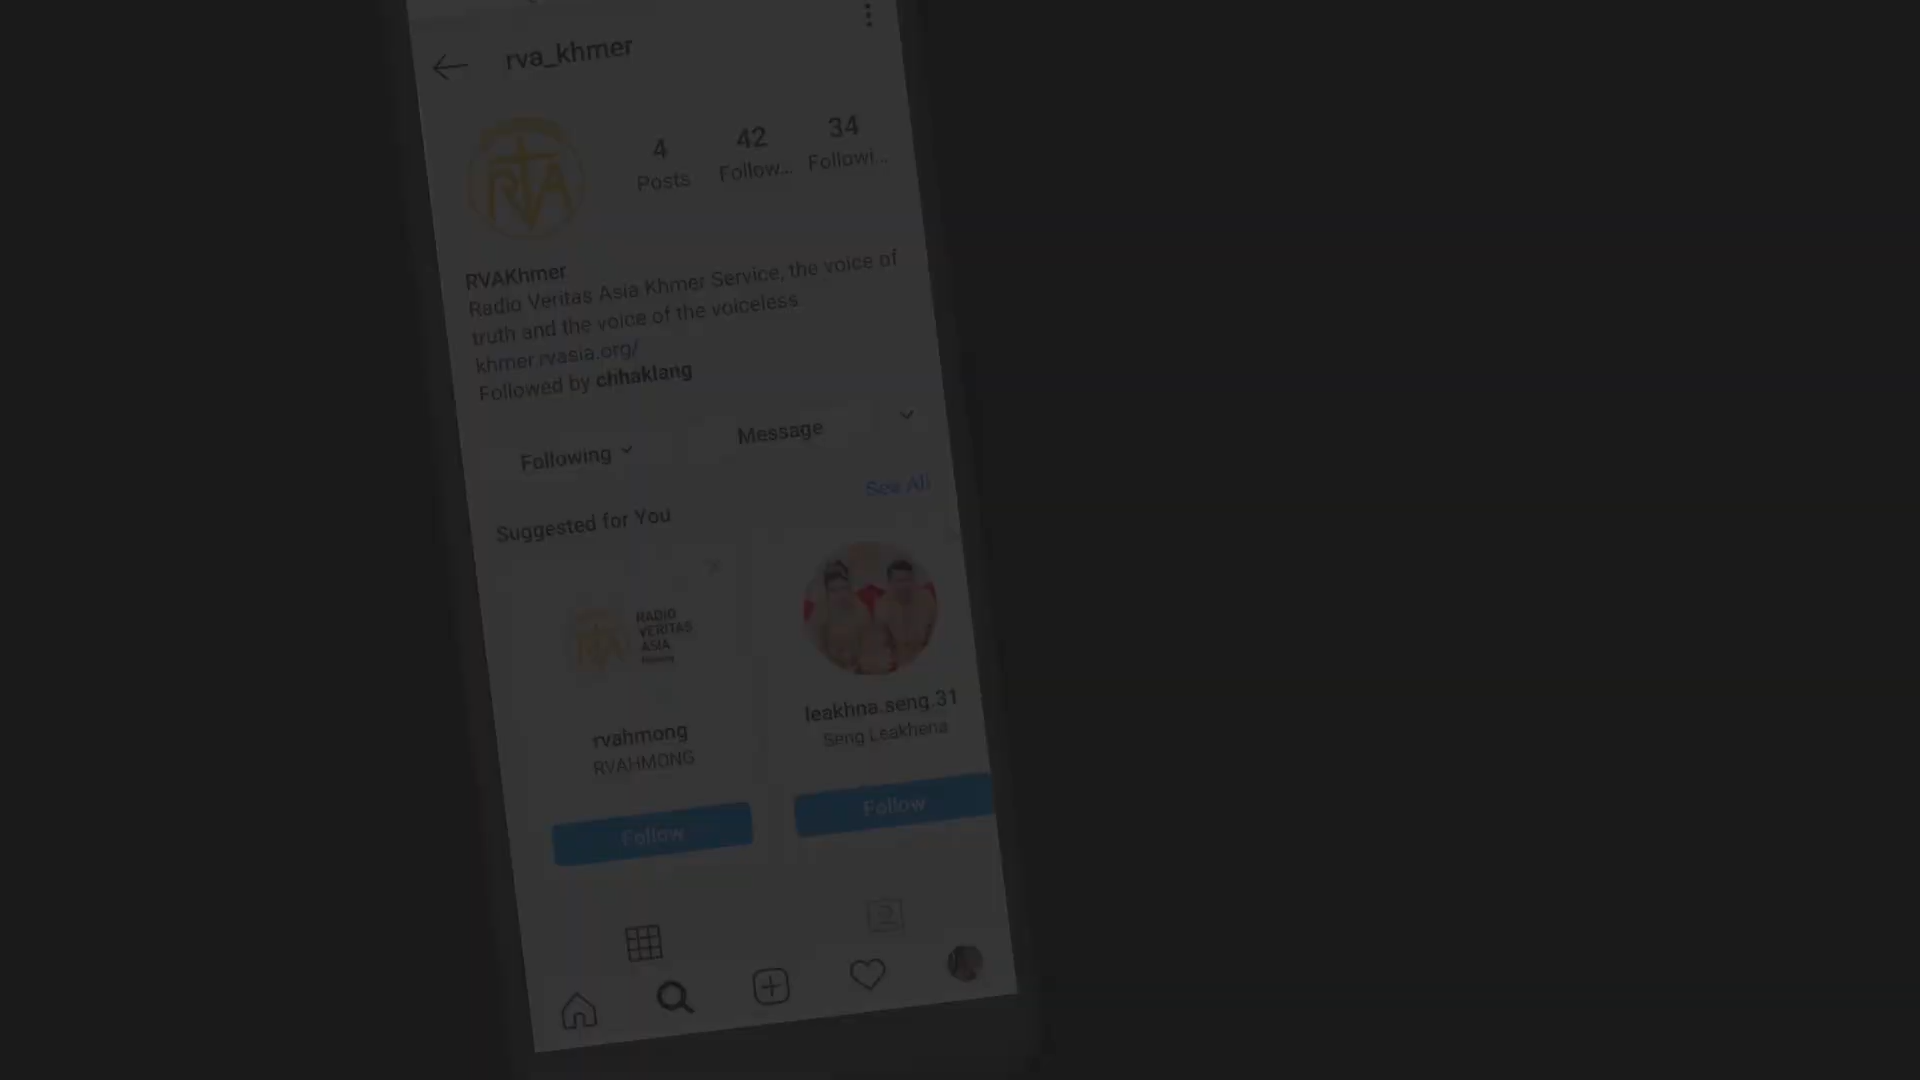 rva_khmer
4 42 34
Posts Follow... Followi...
RVA
RVAKhmer
Radio Veritas Asia Khmer Service, the voice of
truth and the voice of the voiceless
khmer.rvasia.org/
Followed by chhaklang
Following Message
See All
Suggested for You
RVA
RADIO
VERITAS
ASIA
rvahmong
RVAHMONG
leakhna.seng.31
Seng Leakhena
Follow
Follow